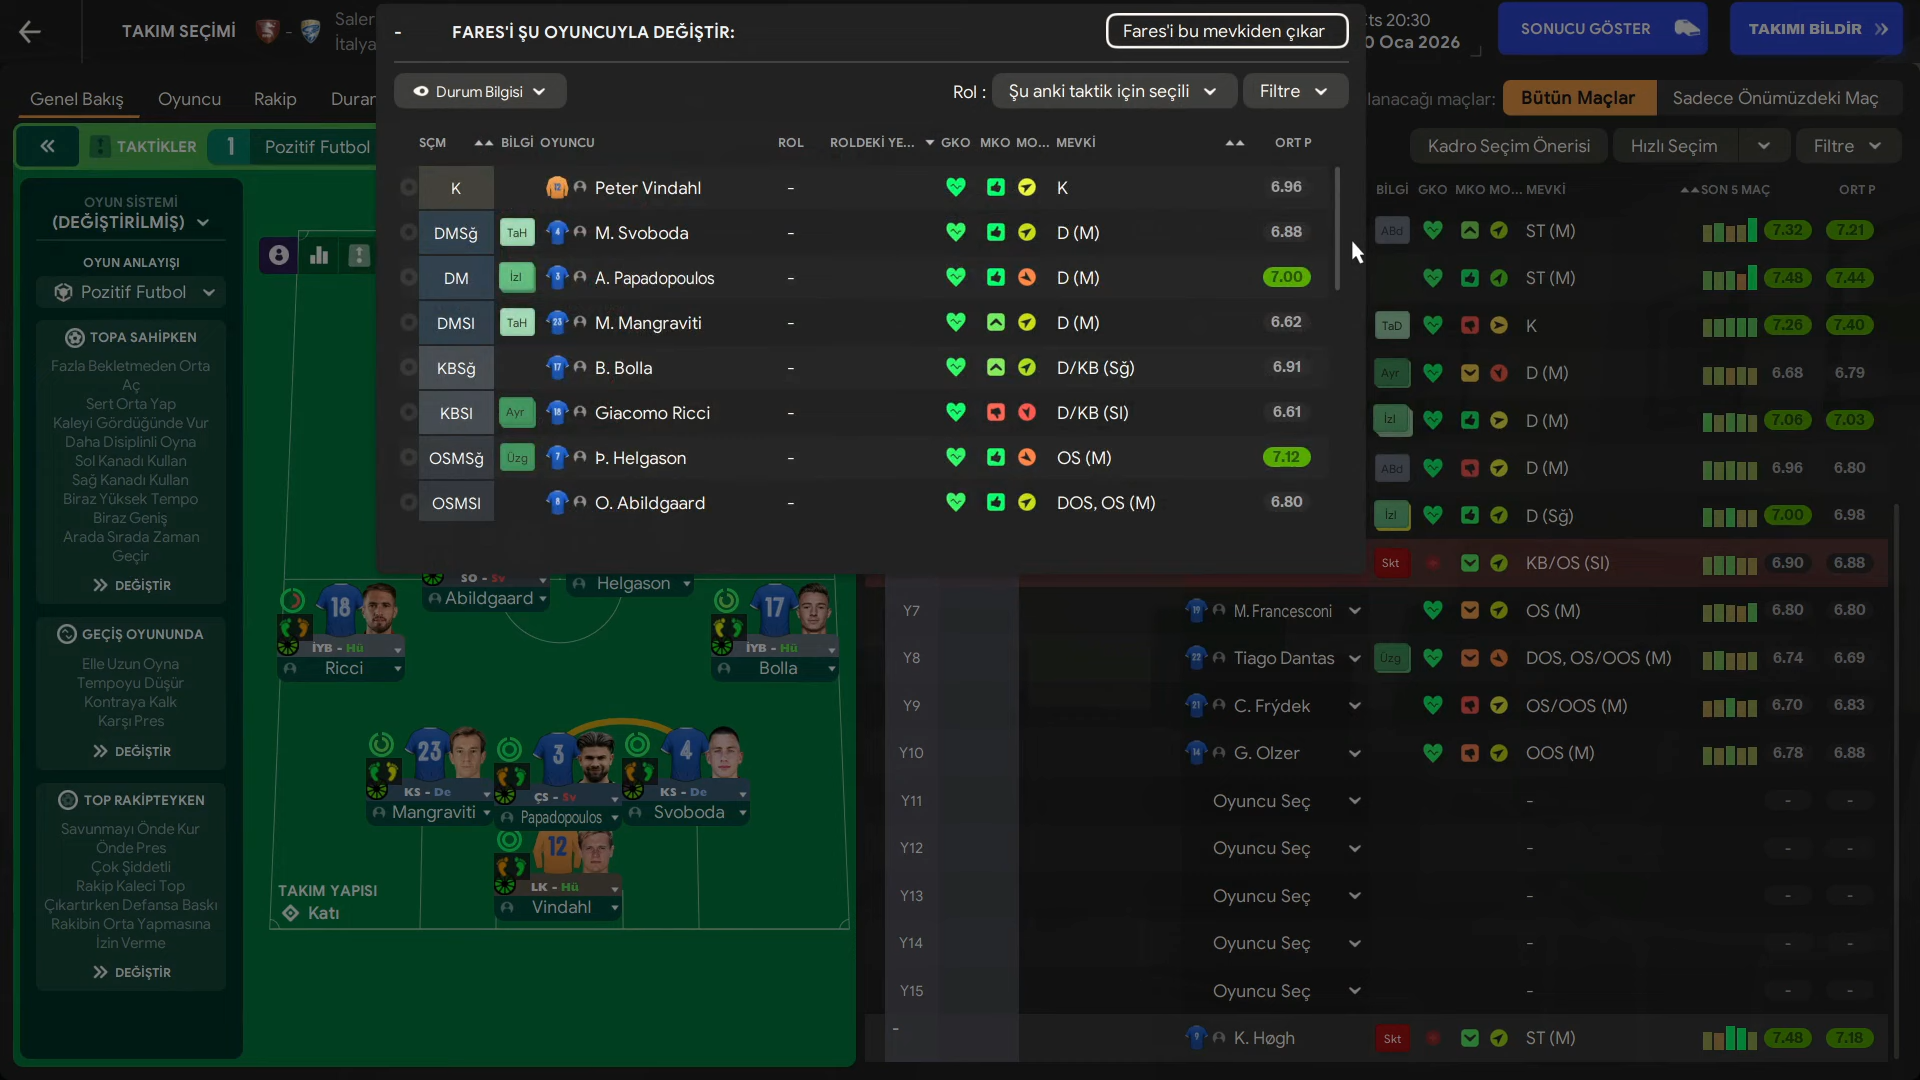 TAKIM SEÇİMİ
-
Saler
İtalya
-
FARES'İ ŞU OYUNCUYLA DEĞİŞTİR:
Fares'i bu mevkiden çıkar
ts 20:30
0 Oca 2026
SONUCU GÖSTER
TAKIMI BİLDİR
Genel Bakış
Oyuncu
Rakip
Duran
Durum Bilgisi
Rol :
Şu anki taktik için seçili
Filtre
lanacağı maçlar:
Bütün Maçlar
Sadece Önümüzdeki Maç
TAKTİKLER
1
Pozitif Futbol
Kadro Seçim Önerisi
Hızlı Seçim
Filtre
OYUN SİSTEMİ
(DEĞİŞTİRİLMİŞ)
OYUN ANLAYIŞI
Pozitif Futbol
TOPA SAHİPKEN
Fazla Bekletmeden Orta
Aç
Sert Orta Yap
Kaleyi Gördüğünde Vur
Daha Disiplinli Oyna
Sol Kanadı Kullan
Sağ Kanadı Kullan
Biraz Yüksek Tempo
Biraz Geniş
Arada Sırada Zaman
Geçir
DEĞİŞTİR
GEÇİŞ OYUNUNDA
Elle Uzun Oyna
Tempoyu Düşür
Kontraya Kalk
Karşı Pres
DEĞİŞTİR
TOP RAKİPTEYKEN
Savunmayı Önde Kur
Önde Pres
Çok Şiddetli
Rakip Kaleci Top
Çıkartırken Defansa Baskı
Rakibin Orta Yapmasına
İzin Verme
DEĞİŞTİR
SÇM BİLGİ OYUNCU ROL ROLDEKİ YE... GKO MKO MO... MEVKİ ORT P
K 12 Peter Vindahl - K 6.96
DMSğ TaH 4 M. Svoboda - D (M) 6.88
DM İzl 3 A. Papadopoulos - D (M) 7.00
DMSl TaH 23 M. Mangraviti - D (M) 6.62
KBSğ 17 B. Bolla - D/KB (Sğ) 6.91
KBSl Ayr 18 Giacomo Ricci - D/KB (Sl) 6.61
OSMSğ Üzg 7 Þ. Helgason - OS (M) 7.12
OSMSl 8 O. Abildgaard - DOS, OS (M) 6.80
SO - Sv
Abildgaard
Helgason
18
İYB - Hü
Ricci
17
İYB - Hü
Bolla
23
KS - De
Mangraviti
3
ÇS - Sv
Papadopoulos
4
KS - De
Svoboda
12
LK - Hü
Vindahl
TAKIM YAPISI
Katı
BİLGİ GKO MKO MO... MEVKİ SON 5 MAÇ ORT P
ABd ST (M) 7.32 7.21
ST (M) 7.48 7.44
TaD K 7.26 7.40
Ayr D (M) 6.68 6.79
İzl D (M) 7.06 7.03
ABd D (M) 6.96 6.80
İzl D (Sğ) 7.00 6.98
Skt KB/OS (Sl) 6.90 6.88
Y7 19 M. Francesconi OS (M) 6.80 6.80
Y8 22 Tiago Dantas Üzg DOS, OS/OOS (M) 6.74 6.69
Y9 21 C. Frýdek OS/OOS (M) 6.70 6.83
Y10 14 G. Olzer OOS (M) 6.78 6.88
Y11 Oyuncu Seç - - -
Y12 Oyuncu Seç - - -
Y13 Oyuncu Seç - - -
Y14 Oyuncu Seç - - -
Y15 Oyuncu Seç - - -
- 9 K. Høgh Skt ST (M) 7.48 7.18